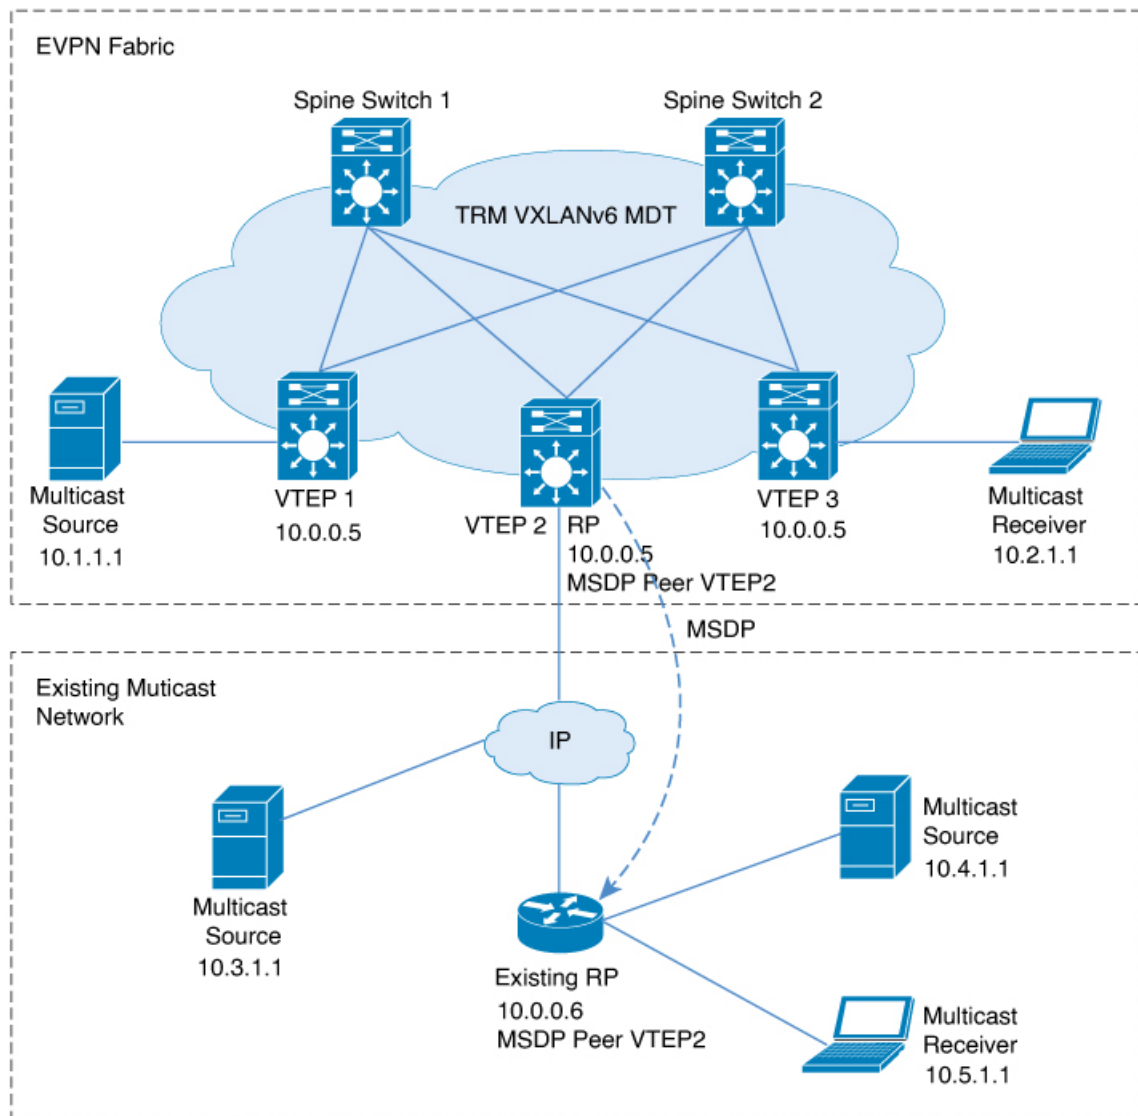 EVPN Fabric
Spine Switch 1
Spine Switch 2
TRM VXLANv6 MDT
Multicast
Source
10.1.1.1
VTEP 1
10.0.0.5
VTEP 2
RP
10.0.0.5
MSDP Peer VTEP2
VTEP 3
10.0.0.5
Multicast
Receiver
10.2.1.1
MSDP
Existing Muticast
Network
IP
Multicast
Source
10.3.1.1
Existing RP
10.0.0.6
MSDP Peer VTEP2
Multicast
Source
10.4.1.1
Multicast
Receiver
10.5.1.1